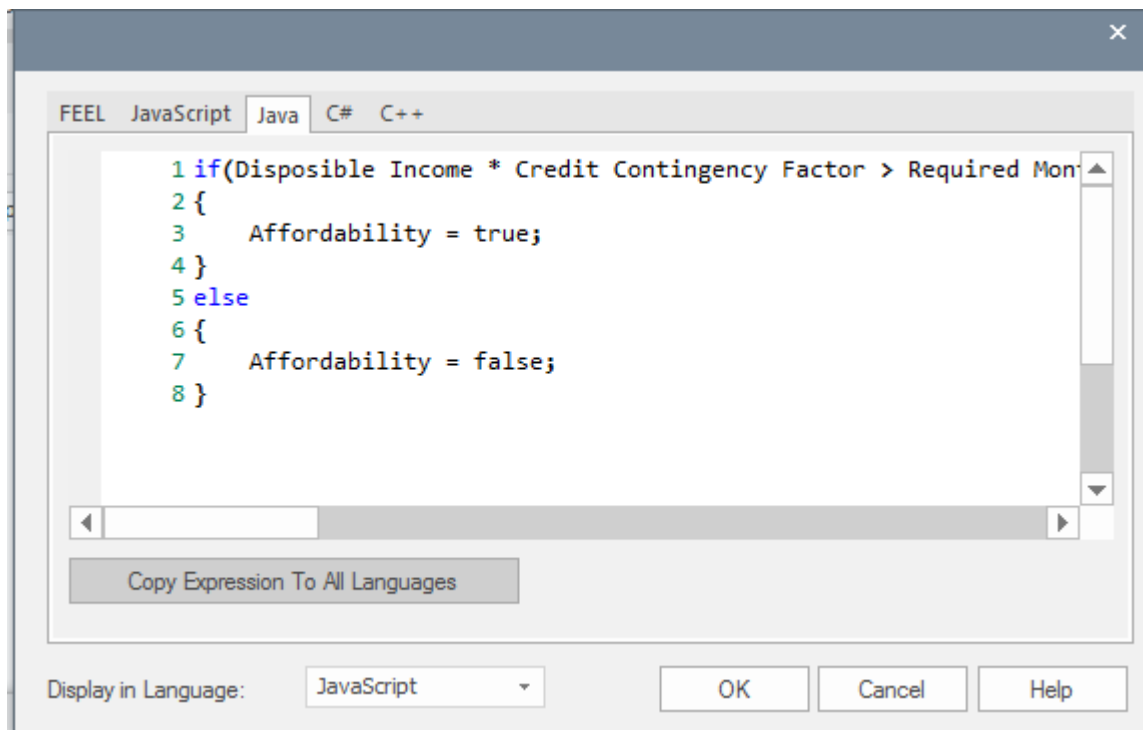 FEEL JavaScript Java C# C++
1 if(Disposible Income * Credit Contingency Factor > Required
2 {
3 Affordability = true;
4 }
5 else
6 {
7 Affordability = false;
8 }
Copy Expression To All Languages
Display in Language: JavaScript OK Cancel Help